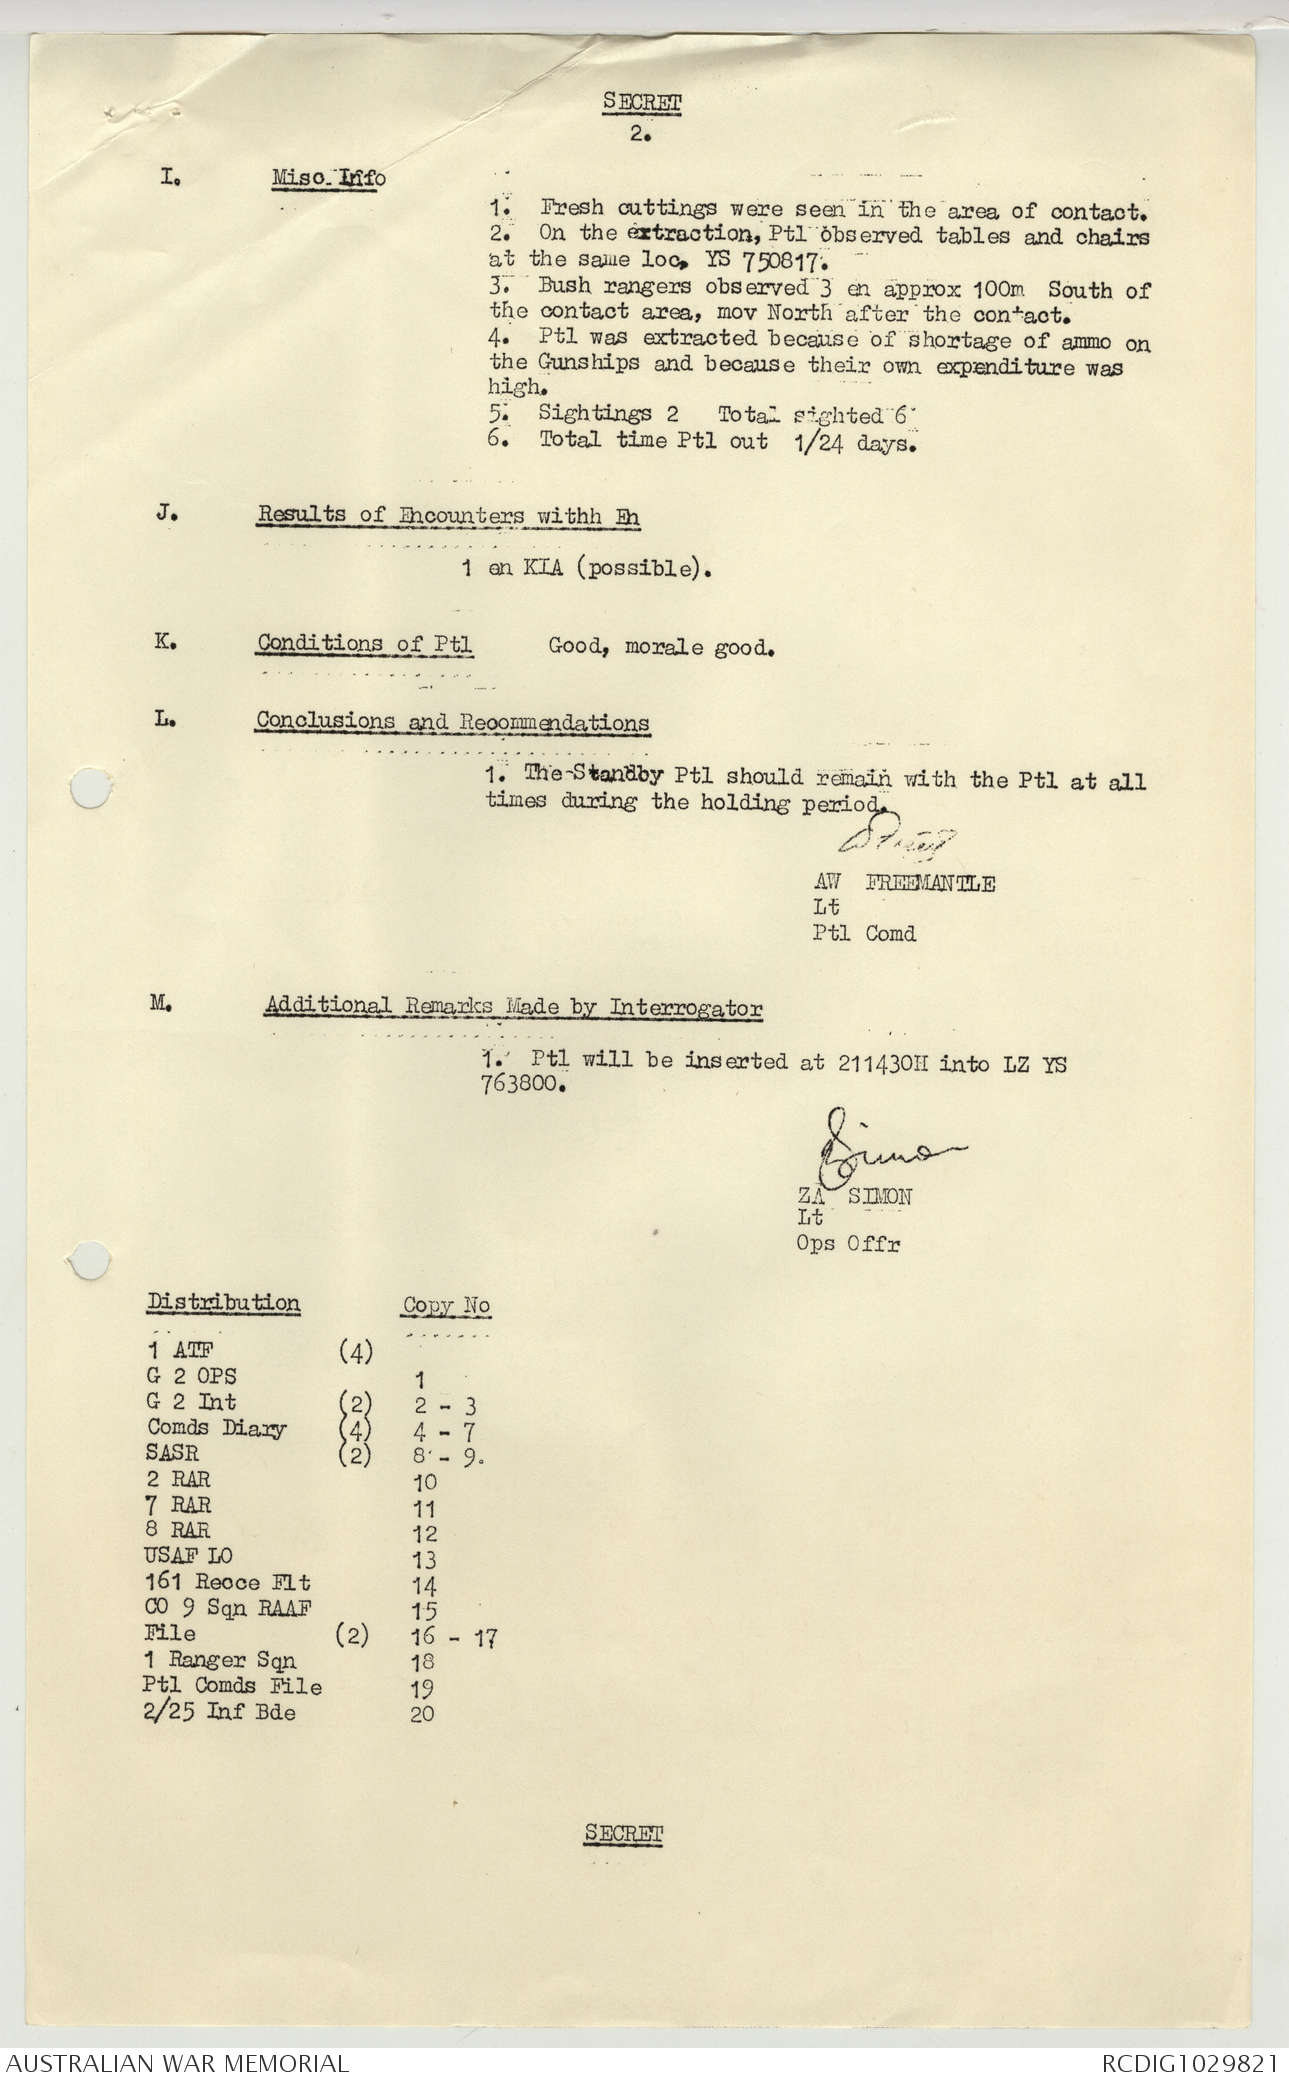 SECRET
2.
I. Misc Info
1. Fresh cuttings were seen in the area of contact.
2. On the extraction, Ptl observed tables and chairs
at the same loc, YS 750817.
3. Bush rangers observed 3 en approx 100m South of
the contact area, mov North after the contact.
4. Ptl was extracted because of shortage of ammo on
the Gunships and because their own expenditure was
high.
5. Sightings 2 Total sighted 6
6. Total time Ptl out 1/24 days.
J. Results of Encounters withh En
1 en KIA (possible).
K. Conditions of Ptl Good, morale good.
L. Conclusions and Recommendations
1. The Standby Ptl should remain with the Ptl at all
times during the holding period.
AW FREEMANTLE
Lt
Ptl Comd
M. Additional Remarks Made by Interrogator
1. Ptl will be inserted at 211430H into LZ YS
763800.
Simon
ZA SIMON
Lt
Ops Offr
Distribution Copy No
1 ATF (4)
G 2 OPS 1
G 2 Int (2) 2 - 3
Comds Diary (4) 4 - 7
SASR (2) 8 - 9.
2 RAR 10
7 RAR 11
8 RAR 12
USAF LO 13
161 Recce Flt 14
CO 9 Sqn RAAF 15
File (2) 16 - 17
1 Ranger Sqn 18
Ptl Comds File 19
2/25 Inf Bde 20
SECRET
AUSTRALIAN WAR MEMORIAL RCDIG1029821